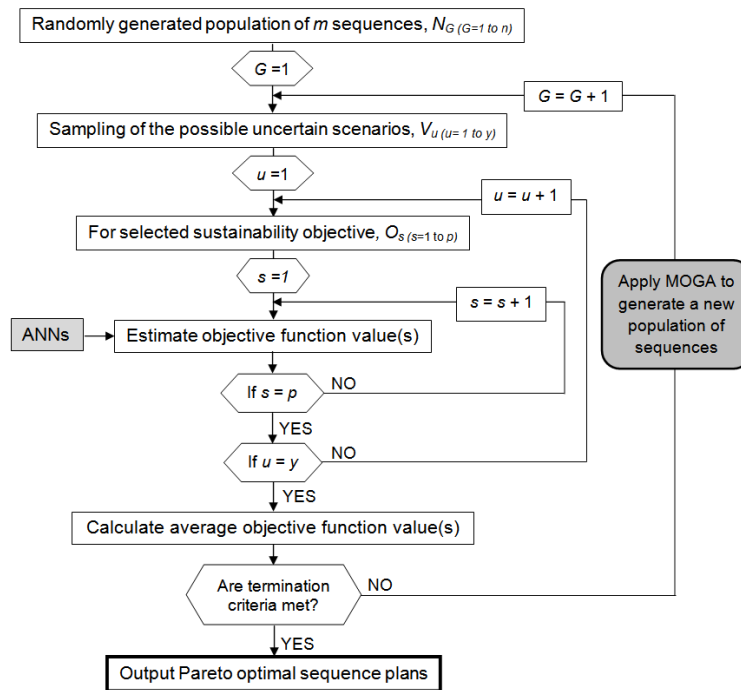 Randomly generated population of m sequences, N_G (G=1 to n)
G =1
G = G + 1
Sampling of the possible uncertain scenarios, V_u (u= 1 to y)
u =1
u = u + 1
For selected sustainability objective, O_s (s=1 to p)
s =1
s = s + 1
Apply MOGA to
generate a new
population of
sequences
ANNs
Estimate objective function value(s)
If s = p
NO
YES
If u = y
NO
YES
Calculate average objective function value(s)
Are termination
criteria met?
NO
YES
Output Pareto optimal sequence plans